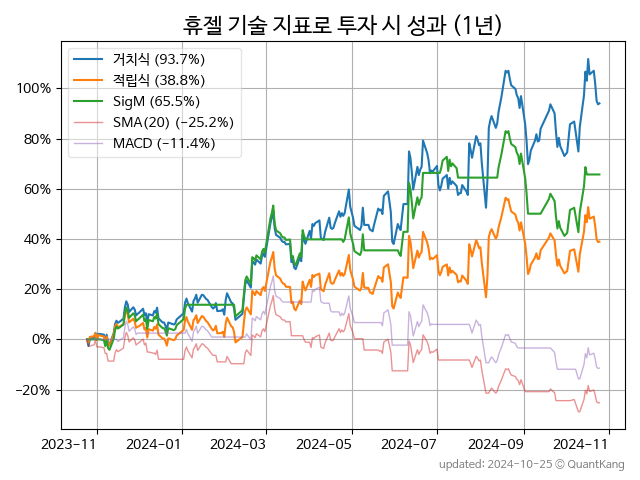 휴젤 기술 지표로 투자 시 성과 (1년)
거치식 (93.7%)
적립식 (38.8%)
SigM (65.5%)
SMA(20) (−25.2%)
MACD (−11.4%)
100%
80%
60%
40%
20%
0%
−20%
2023−11 2024−01 2024−03 2024−05 2024−07 2024−09 2024−11
updated: 2024-10-25 © QuantKang